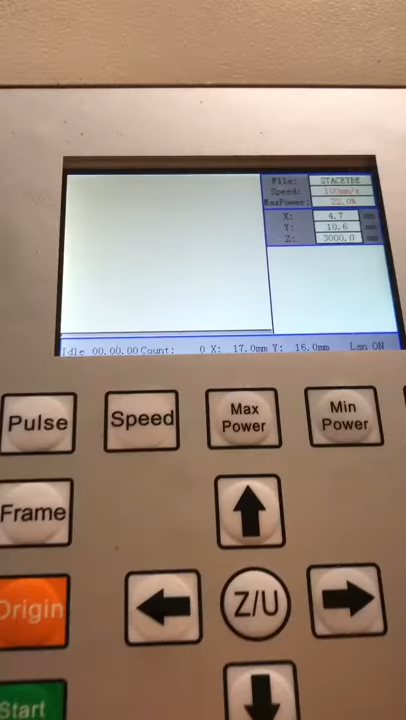 File: STACEYBE
Speed: 100mm/s
MaxPower: 22.0%
X: 4.7 mm
Y: 10.6 mm
Z: 3000.0 mm
Idle 00.00.00 Count: 0 X: 17.0mm Y: 16.0mm Lan ON
Pulse Speed Max Power Min Power
Frame
Origin Z/U
Start